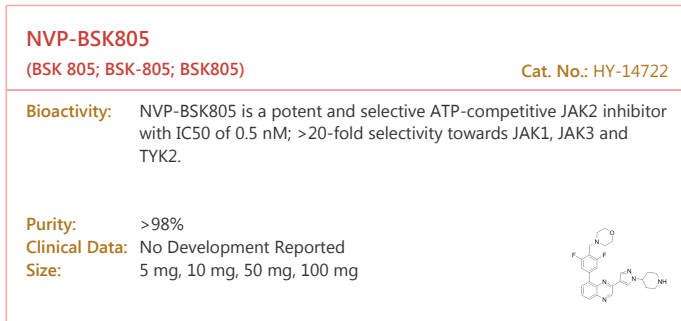 NVP-BSK805
(BSK 805; BSK-805; BSK805) Cat. No.: HY-14722
Bioactivity: NVP-BSK805 is a potent and selective ATP-competitive JAK2 inhibitor
with IC50 of 0.5 nM; >20-fold selectivity towards JAK1, JAK3 and
TYK2.
Purity: >98%
Clinical Data: No Development Reported
Size: 5 mg, 10 mg, 50 mg, 100 mg
O
N
F F
N
N N
N NH